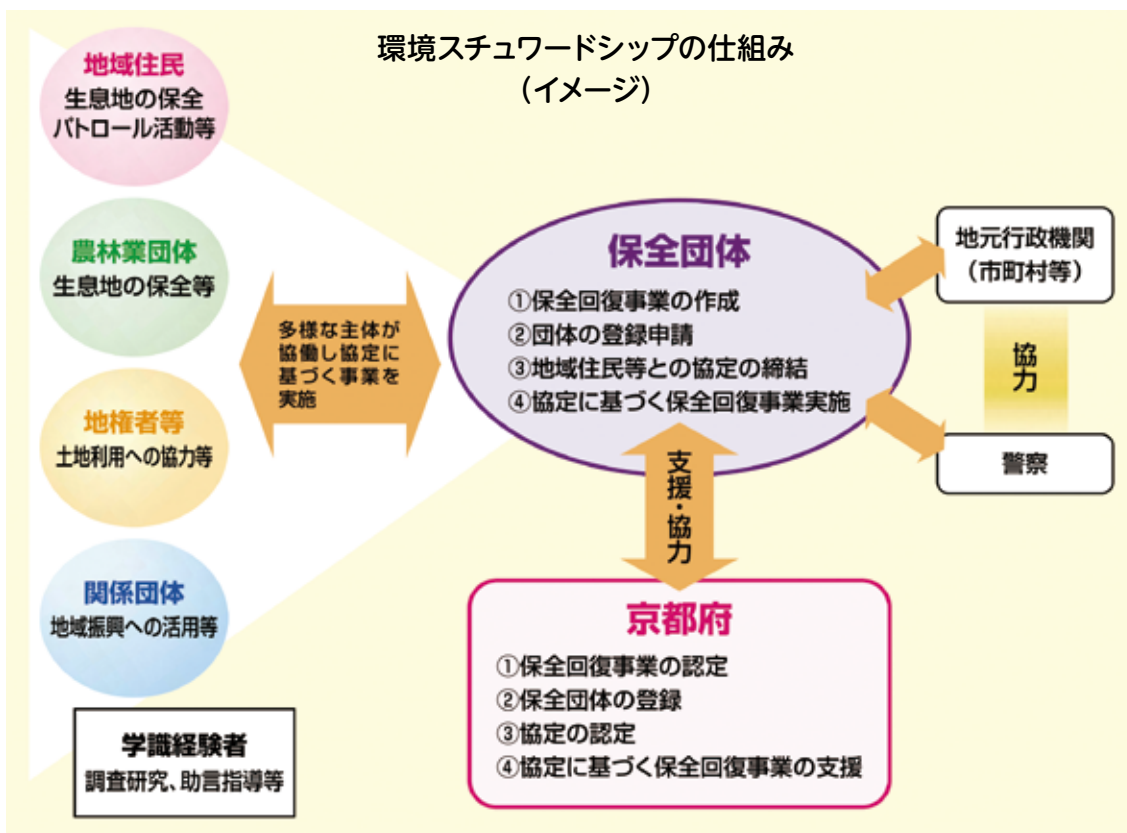 環境スチュワードシップの仕組み
（イメージ）
地域住民
生息地の保全
パトロール活動等
農林業団体
生息地の保全等
地権者等
土地利用への協力等
関係団体
地域振興への活用等
学識経験者
調査研究、助言指導等
多様な主体が
協働し協定に
基づく事業を
実施
保全団体
①保全回復事業の作成
②団体の登録申請
③地域住民等との協定の締結
④協定に基づく保全回復事業実施
地元行政機関
（市町村等）
協力
警察
支援・協力
京都府
①保全回復事業の認定
②保全団体の登録
③協定の認定
④協定に基づく保全回復事業の支援